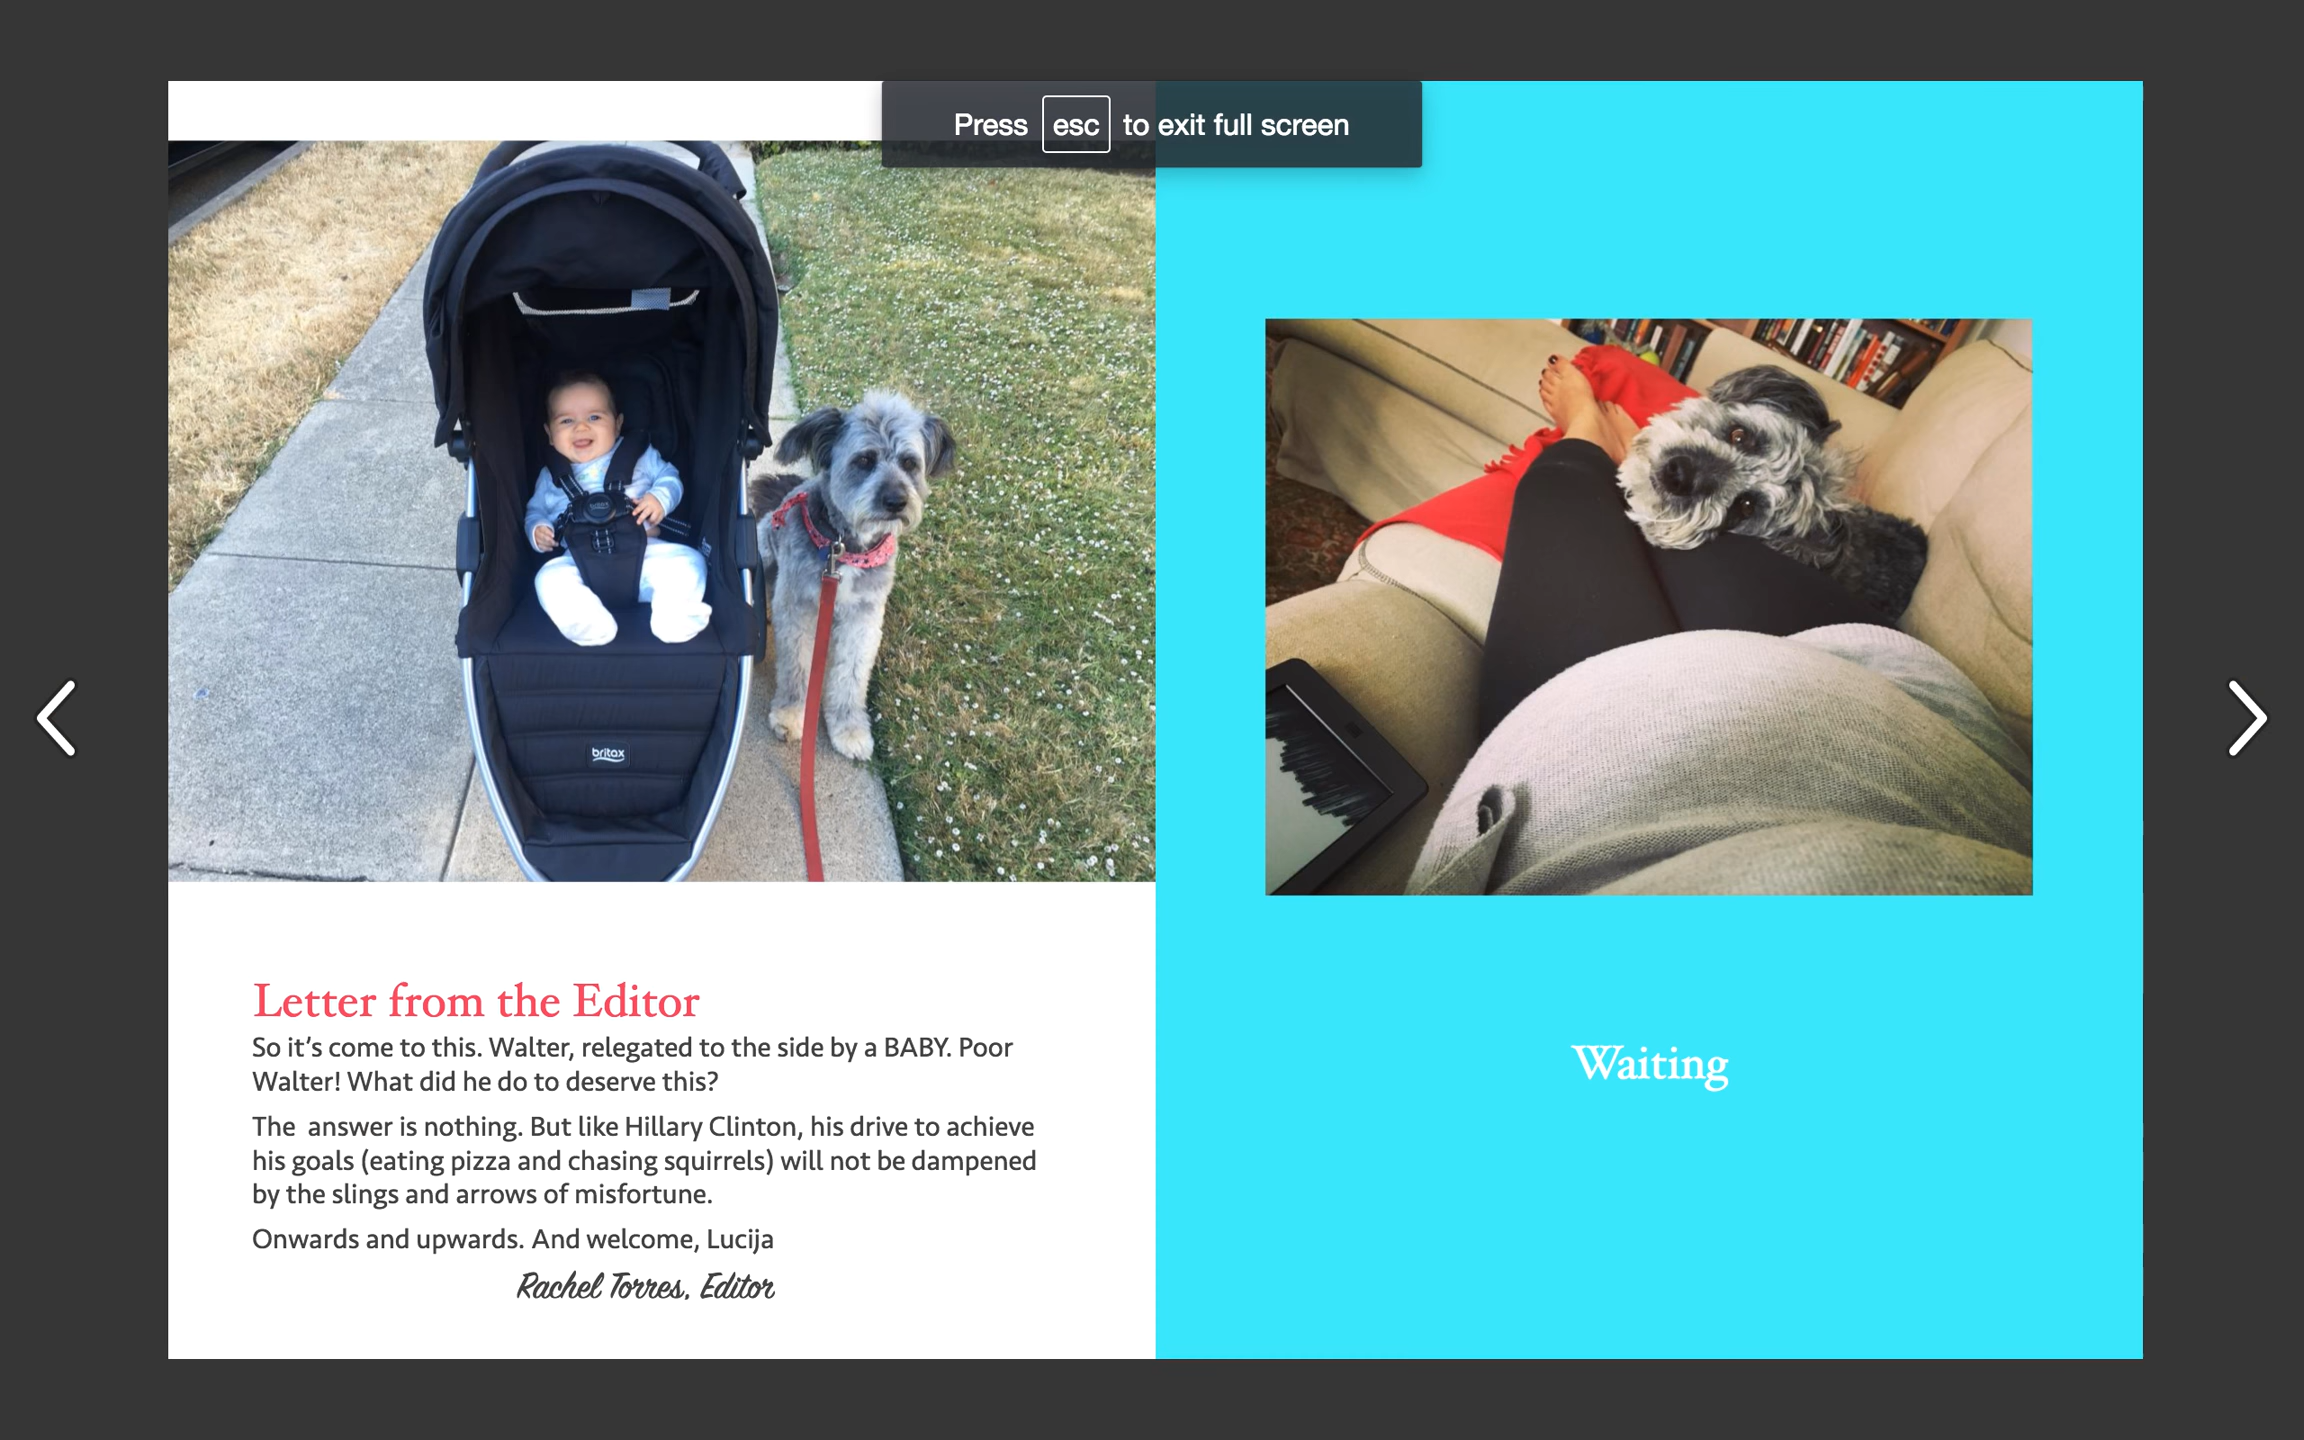 Press esc to exit full screen
britax
Letter from the Editor
So it's come to this. Walter, relegated to the side by a BABY. Poor
Walter! What did he do to deserve this?
The  answer is nothing. But like Hillary Clinton, his drive to achieve
his goals (eating pizza and chasing squirrels) will not be dampened
by the slings and arrows of misfortune.
Onwards and upwards. And welcome, Lucija
Rachel Torres, Editor
Waiting